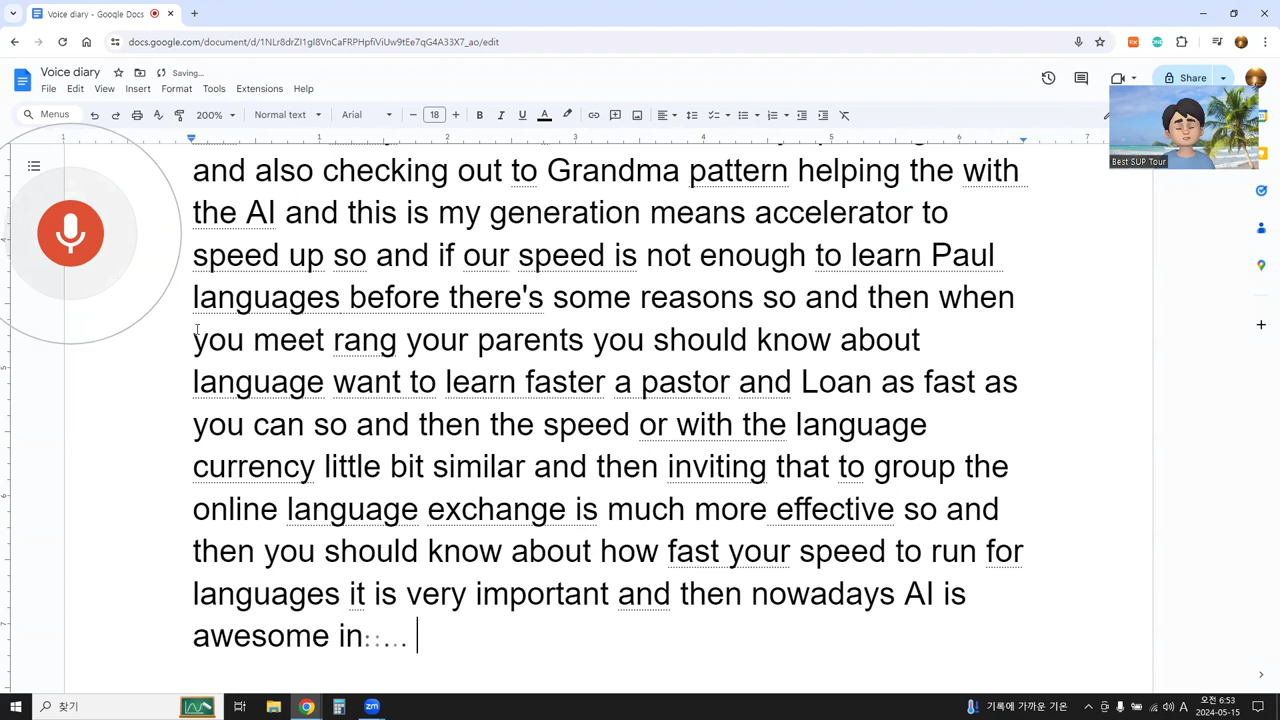 Voice diary - Google Docs
docs.google.com/document/d/1NLr8drZI1gI8VnCaFRPHpfiViUw9tEe7qG4A33X7_ao/edit
Voice diary
Saving...
File Edit View Insert Format Tools Extensions Help
Share
Menus
200%
Normal text
Arial
18
Best SUP Tour
and also checking out to Grandma pattern helping the with
the AI and this is my generation means accelerator to
speed up so and if our speed is not enough to learn Paul
languages before there's some reasons so and then when
you meet rang your parents you should know about
language want to learn faster a pastor and Loan as fast as
you can so and then the speed or with the language
currency little bit similar and then inviting that to group the
online language exchange is much more effective so and
then you should know about how fast your speed to run for
languages it is very important and then nowadays AI is
awesome in
찾기
기록에 가까운 기온
오전 6:53
2024-05-15